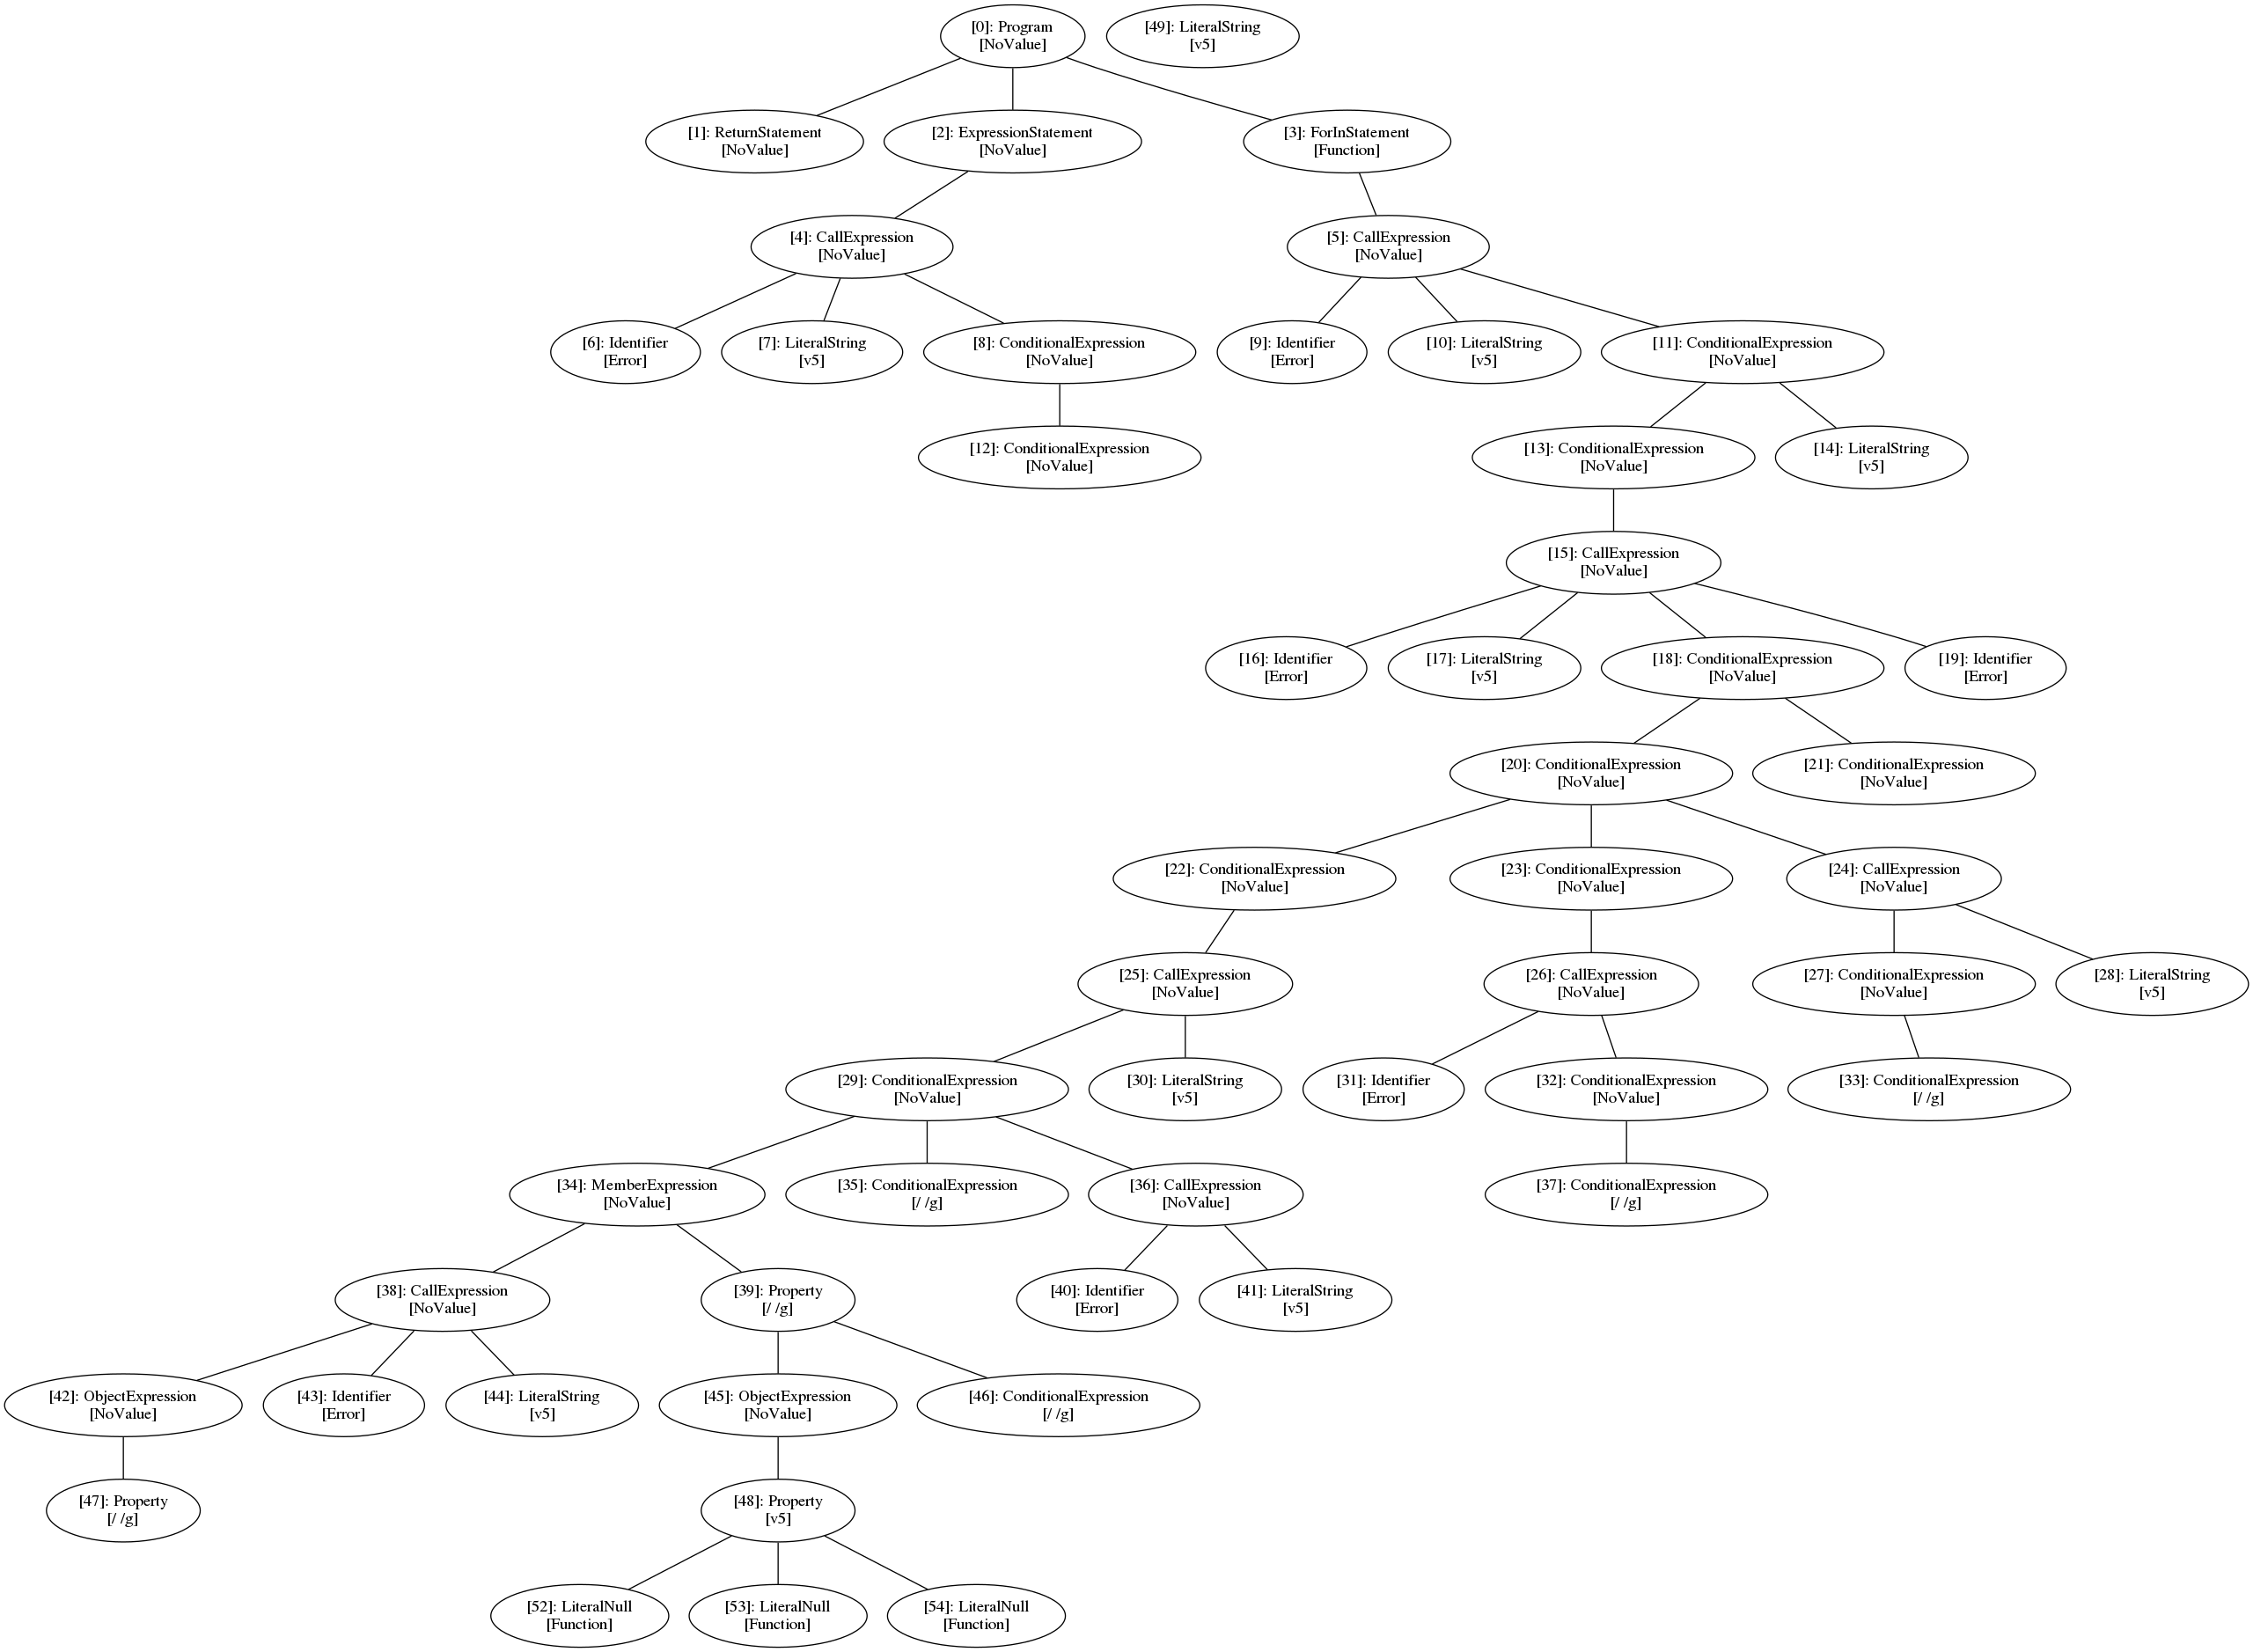 [0]: Program
[NoValue]
[49]: LiteralString
[v5]
[1]: ReturnStatement
[NoValue]
[2]: ExpressionStatement
[NoValue]
[3]: ForInStatement
[Function]
[4]: CallExpression
[NoValue]
[5]: CallExpression
[NoValue]
[6]: Identifier
[Error]
[7]: LiteralString
[v5]
[8]: ConditionalExpression
[NoValue]
[9]: Identifier
[Error]
[10]: LiteralString
[v5]
[11]: ConditionalExpression
[NoValue]
[12]: ConditionalExpression
[NoValue]
[13]: ConditionalExpression
[NoValue]
[14]: LiteralString
[v5]
[15]: CallExpression
[NoValue]
[16]: Identifier
[Error]
[17]: LiteralString
[v5]
[18]: ConditionalExpression
[NoValue]
[19]: Identifier
[Error]
[20]: ConditionalExpression
[NoValue]
[21]: ConditionalExpression
[NoValue]
[22]: ConditionalExpression
[NoValue]
[23]: ConditionalExpression
[NoValue]
[24]: CallExpression
[NoValue]
[25]: CallExpression
[NoValue]
[26]: CallExpression
[NoValue]
[27]: ConditionalExpression
[NoValue]
[28]: LiteralString
[v5]
[29]: ConditionalExpression
[NoValue]
[30]: LiteralString
[v5]
[31]: Identifier
[Error]
[32]: ConditionalExpression
[NoValue]
[33]: ConditionalExpression
[/ /g]
[34]: MemberExpression
[NoValue]
[35]: ConditionalExpression
[/ /g]
[36]: CallExpression
[NoValue]
[37]: ConditionalExpression
[/ /g]
[38]: CallExpression
[NoValue]
[39]: Property
[/ /g]
[40]: Identifier
[Error]
[41]: LiteralString
[v5]
[42]: ObjectExpression
[NoValue]
[43]: Identifier
[Error]
[44]: LiteralString
[v5]
[45]: ObjectExpression
[NoValue]
[46]: ConditionalExpression
[/ /g]
[47]: Property
[/ /g]
[48]: Property
[v5]
[52]: LiteralNull
[Function]
[53]: LiteralNull
[Function]
[54]: LiteralNull
[Function]